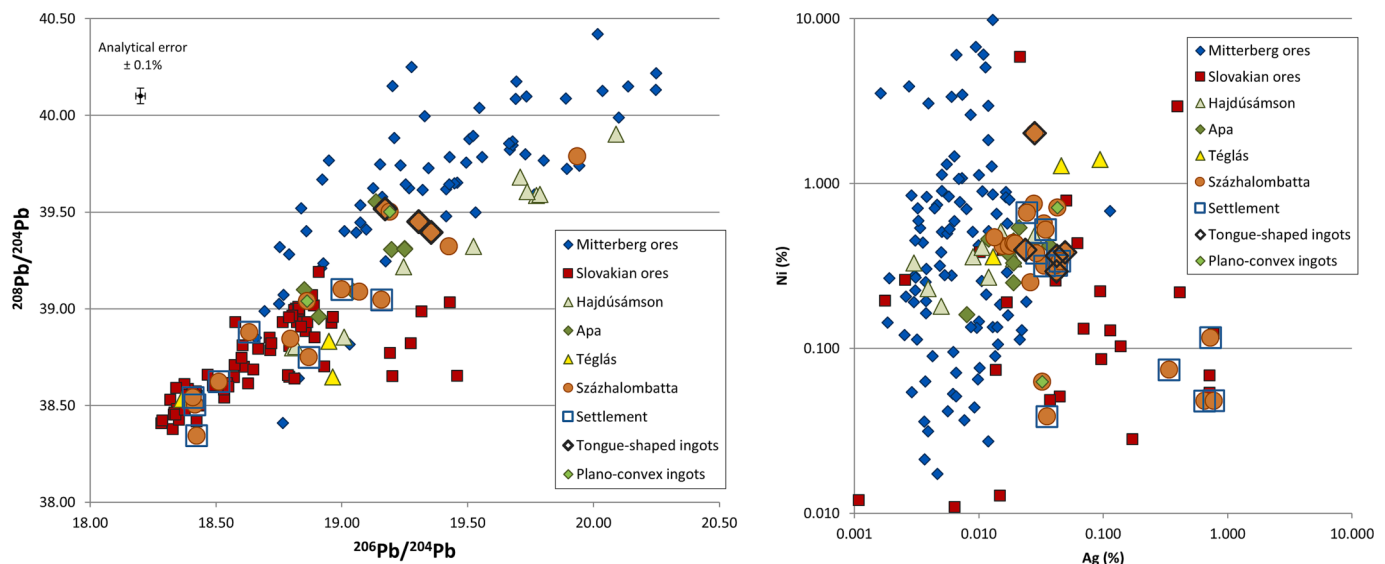 40.50
40.00
39.50
39.00
38.50
38.00
²⁰⁸Pb/²⁰⁴Pb
Analytical error
± 0.1%
Mitterberg ores
Slovakian ores
Hajdúsámson
Apa
Téglás
Százhalombatta
Settlement
Tongue-shaped ingots
Plano-convex ingots
18.00 18.50 19.00 19.50 20.00 20.50
²⁰⁶Pb/²⁰⁴Pb
10.000
1.000
0.100
0.010
Ni (%)
Mitterberg ores
Slovakian ores
Hajdúsámson
Apa
Téglás
Százhalombatta
Settlement
Tongue-shaped ingots
Plano-convex ingots
0.001 0.010 0.100 1.000 10.000
Ag (%)